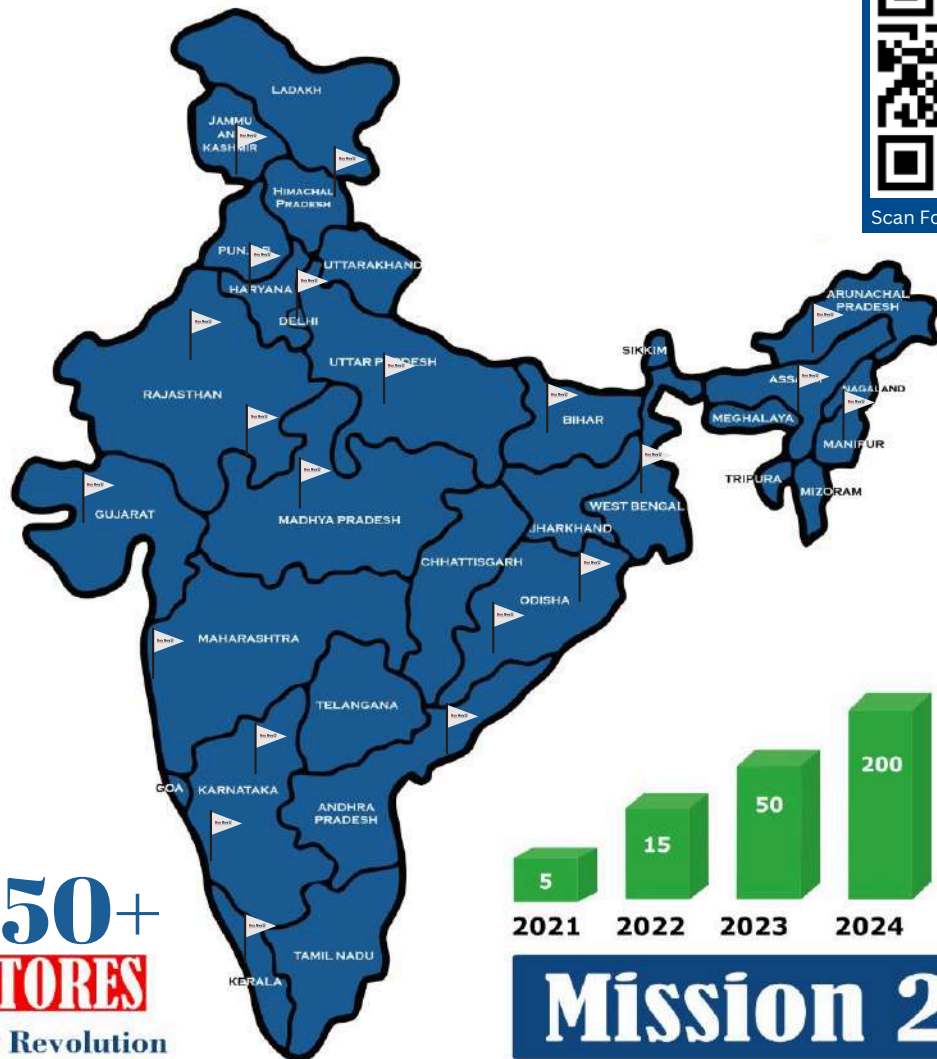 LADAKH
JAMMU
AN
KASHMIR
HIMACHAL
PRADESH
Scan Fo
PUN
UTTARAKHAND
HARYANA
DELHI
ARUNACHAL
PRADESH
SIKKIM
UTTAR P DESH
RAJASTHAN
ASSA
NAGALAND
BIHAR
MEGHALAYA
MANIPUR
TRIPURA
MIZORAM
GUJARAT
MADHYA PRADESH
WEST BENGAL
JHARKHAND
CHHATTISGARH
ODISHA
MAHARASHTRA
TELANGANA
GOA
KARNATAKA
ANDHRA
PRADESH
TAMIL NADU
KERALA
5
15
50
200
2021
2022
2023
2024
50+
TORES
Revolution
Mission 2